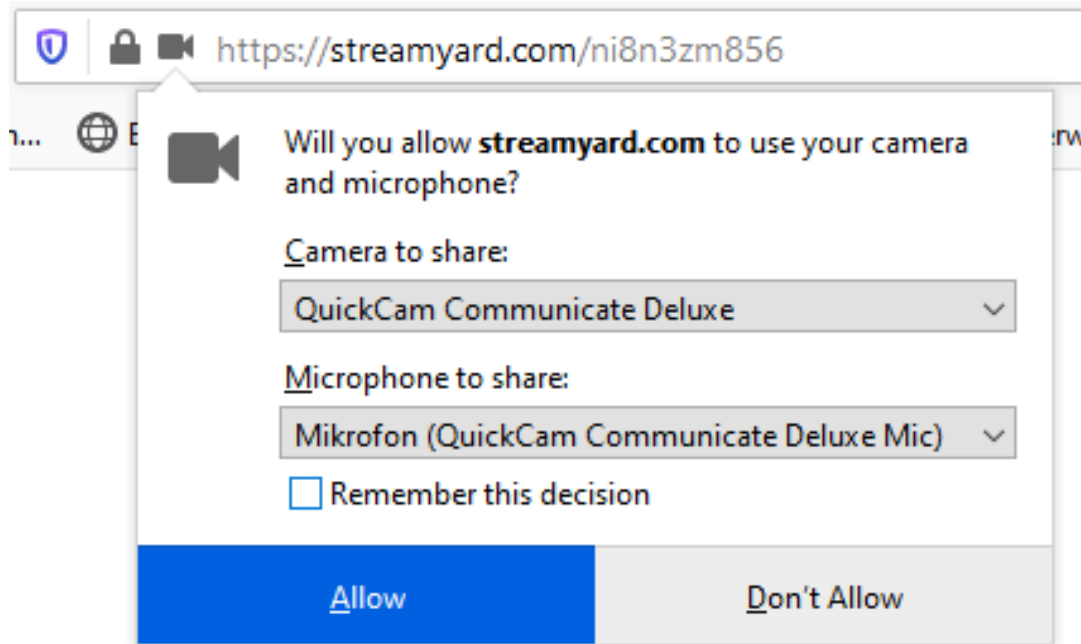 https://streamyard.com/ni8n3zm856
Will you allow streamyard.com to use your camera
and microphone?
Camera to share:
QuickCam Communicate Deluxe
Microphone to share:
Mikrofon (QuickCam Communicate Deluxe Mic)
Remember this decision
Allow
Don't Allow